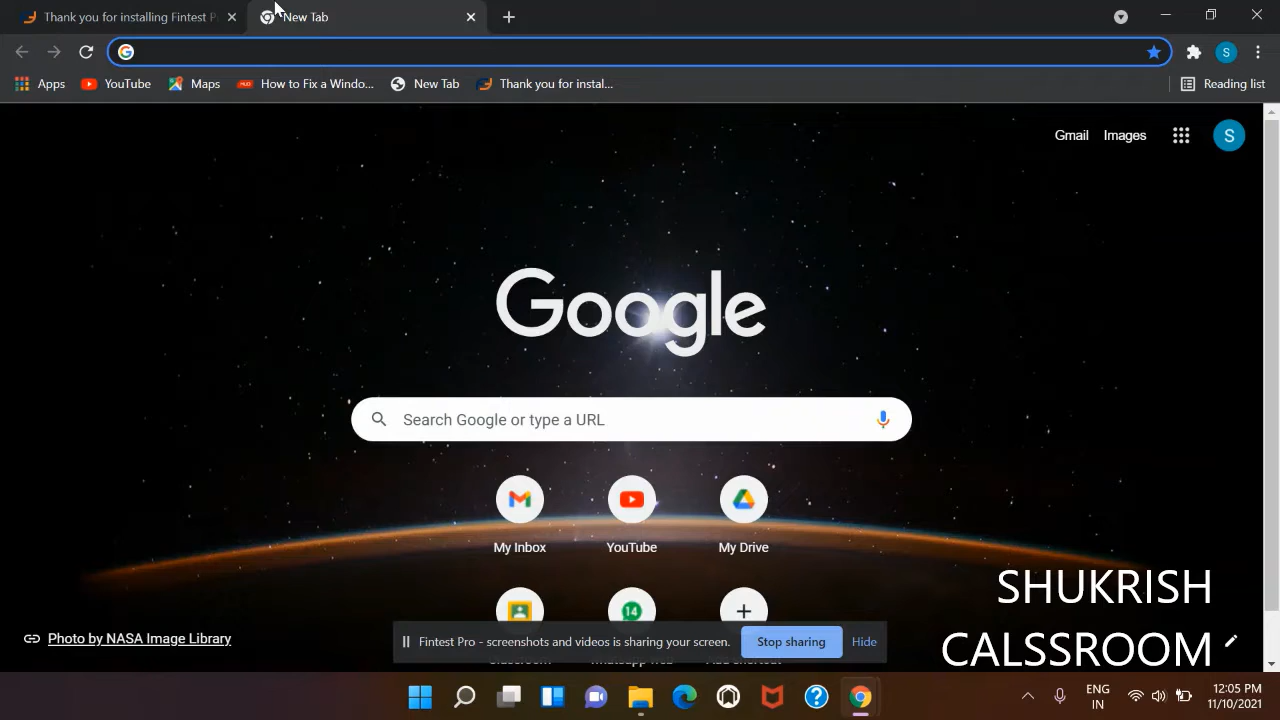 Thank you for installing Fintest P
New Tab
S
Apps
YouTube
Maps
How to Fix a Windo...
New Tab
Thank you for instal...
Reading list
Gmail
Images
S
Google
Search Google or type a URL
My Inbox
YouTube
My Drive
14
SHUKRISH
CALSSROOM
Photo by NASA Image Library
Fintest Pro - screenshots and videos is sharing your screen.
Stop sharing
Hide
ENG
IN
12:05 PM
11/10/2021